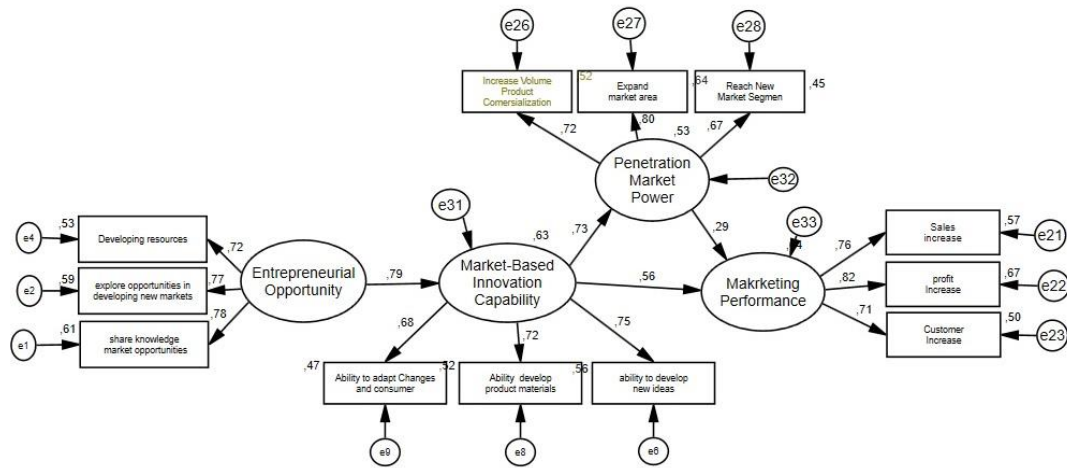 e26
e27
e28
Increase Volume
Product
Comersialization
,52
Expand
market area
,64
Reach New
Market Segmen
,45
,72
,80
,53
,67
Penetration
Market
Power
e32
e31
e33
,63
,73
,29
e4
,53
Developing resources
,72
Entrepreneurial
Opportunity
,79
Market-Based
Innovation
Capability
,56
Makrketing
Performance
,76
Sales
increase
,57
e21
e2
,59
explore opportunities in
developing new markets
,77
,82
profit
Increase
,67
e22
e1
,61
share knowledge
market opportunities
,78
,71
Customer
Increase
,50
e23
,68
,72
,75
,47
Ability to adapt Changes
and consumer
,52
Ability develop
product materials
,56
ability to develop
new ideas
e9
e8
e6